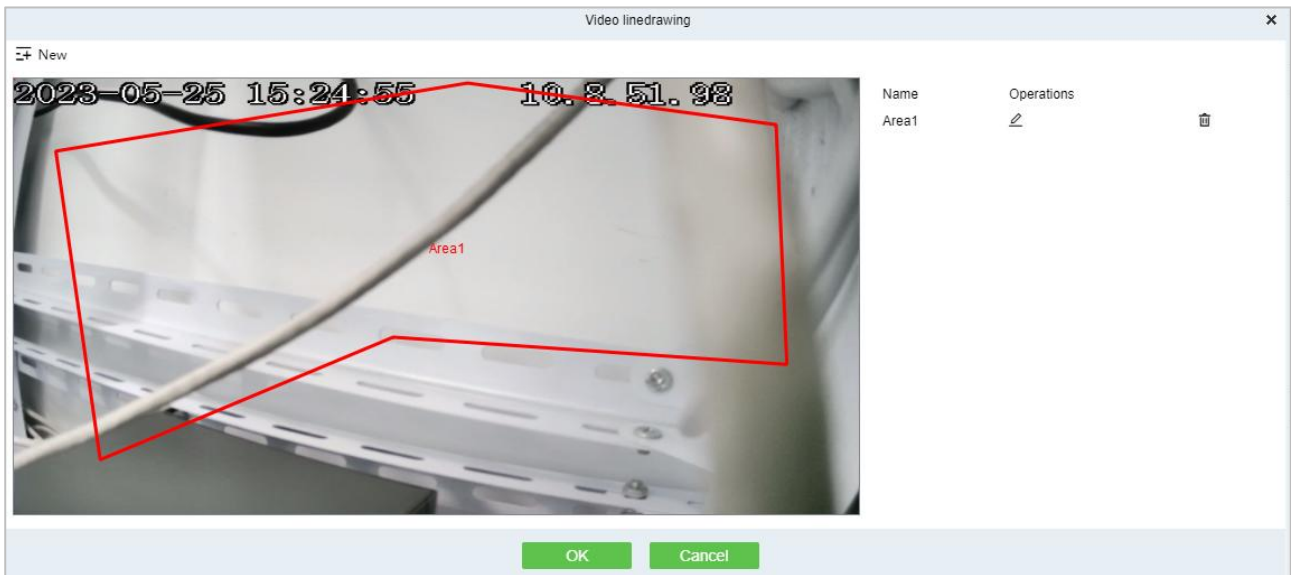 Video linedrawing
New
2023-05-25 15:24:55 10.8.51.98
Name Operations
Area1
Area1
OK Cancel